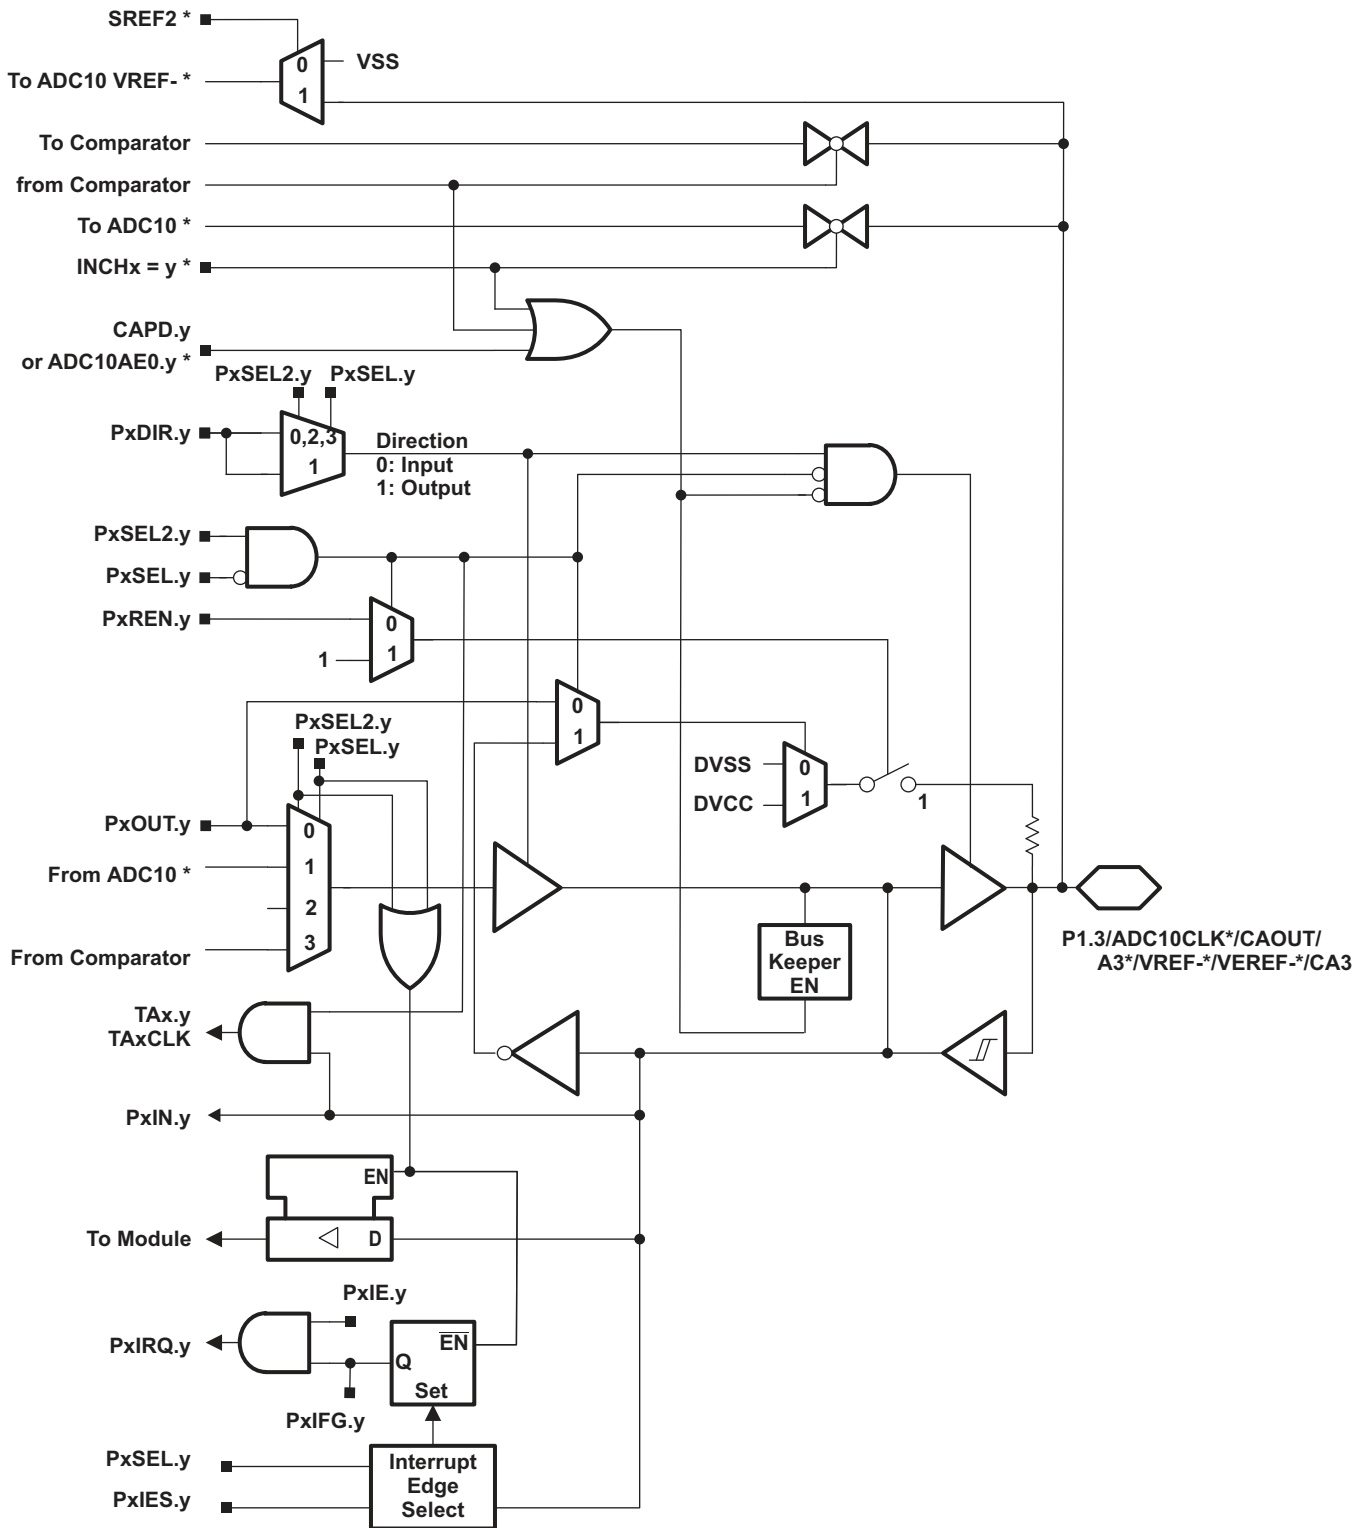 SREF2 *
VSS
0
To ADC10 VREF- *
1
To Comparator
from Comparator
To ADC10 *
INCHx = y *
CAPD.y
or ADC10AE0.y *
PxSEL2.y
PxSEL.y
PxDIR.y
0,2,3
1
Direction
0: Input
1: Output
PxSEL2.y
PxSEL.y
PxREN.y
0
1
1
0
1
PxSEL2.y
PxSEL.y
DVSS
0
DVCC
1
1
PxOUT.y
0
From ADC10 *
1
2
From Comparator
3
Bus
Keeper
EN
P1.3/ADC10CLK*/CAOUT/
A3*/VREF-*/VEREF-*/CA3
TAx.y
TAxCLK
PxIN.y
EN
To Module
D
PxIE.y
PxIRQ.y
EN
Q
Set
PxIFG.y
PxSEL.y
PxIES.y
Interrupt
Edge
Select